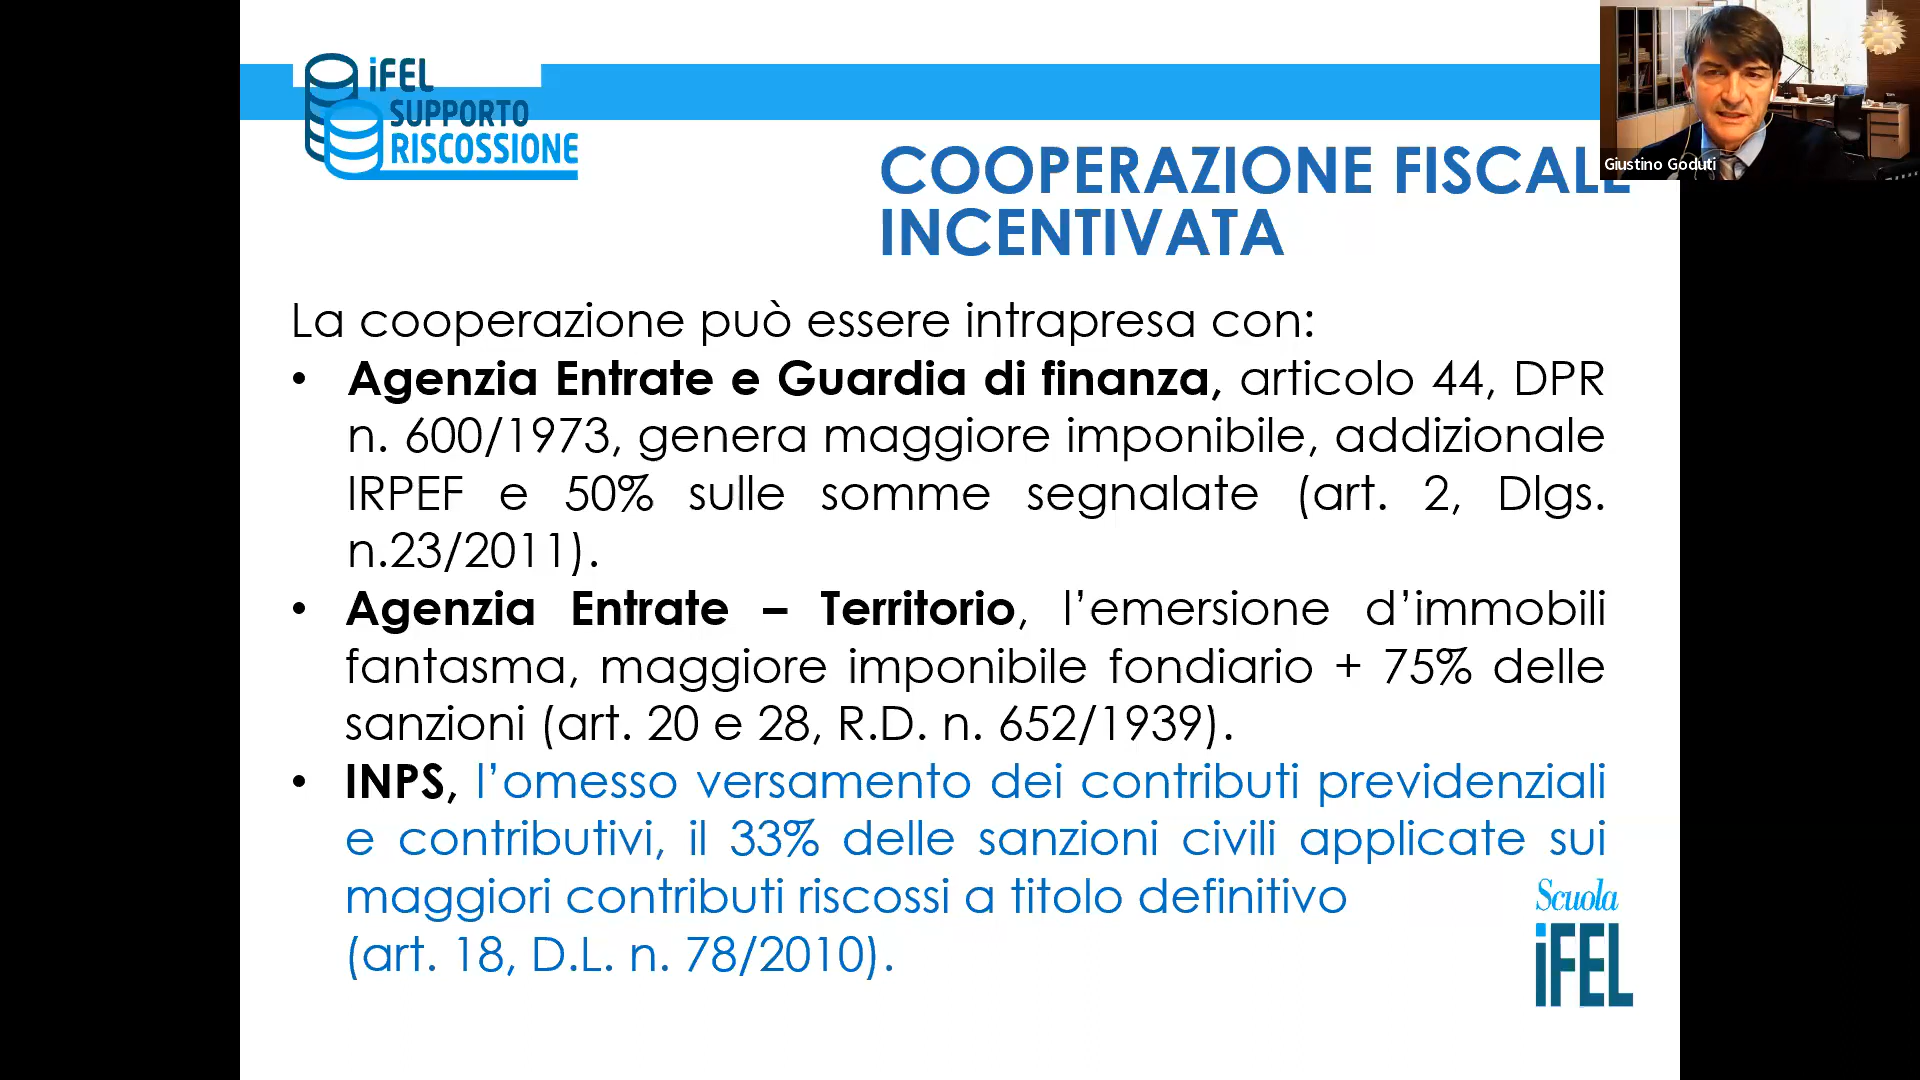 iFEL
SUPPORTO
RISCOSSIONE
Giustino Goduti
COOPERAZIONE FISCALE
INCENTIVATA
La cooperazione può essere intrapresa con:
• Agenzia Entrate e Guardia di finanza, articolo 44, DPR
n. 600/1973, genera maggiore imponibile, addizionale
IRPEF e 50% sulle somme segnalate (art. 2, Dlgs.
n.23/2011).
• Agenzia Entrate – Territorio, l’emersione d’immobili
fantasma, maggiore imponibile fondiario + 75% delle
sanzioni (art. 20 e 28, R.D. n. 652/1939).
• INPS, l’omesso versamento dei contributi previdenziali
e contributivi, il 33% delle sanzioni civili applicate sui
maggiori contributi riscossi a titolo definitivo
(art. 18, D.L. n. 78/2010).
Scuola
iFEL